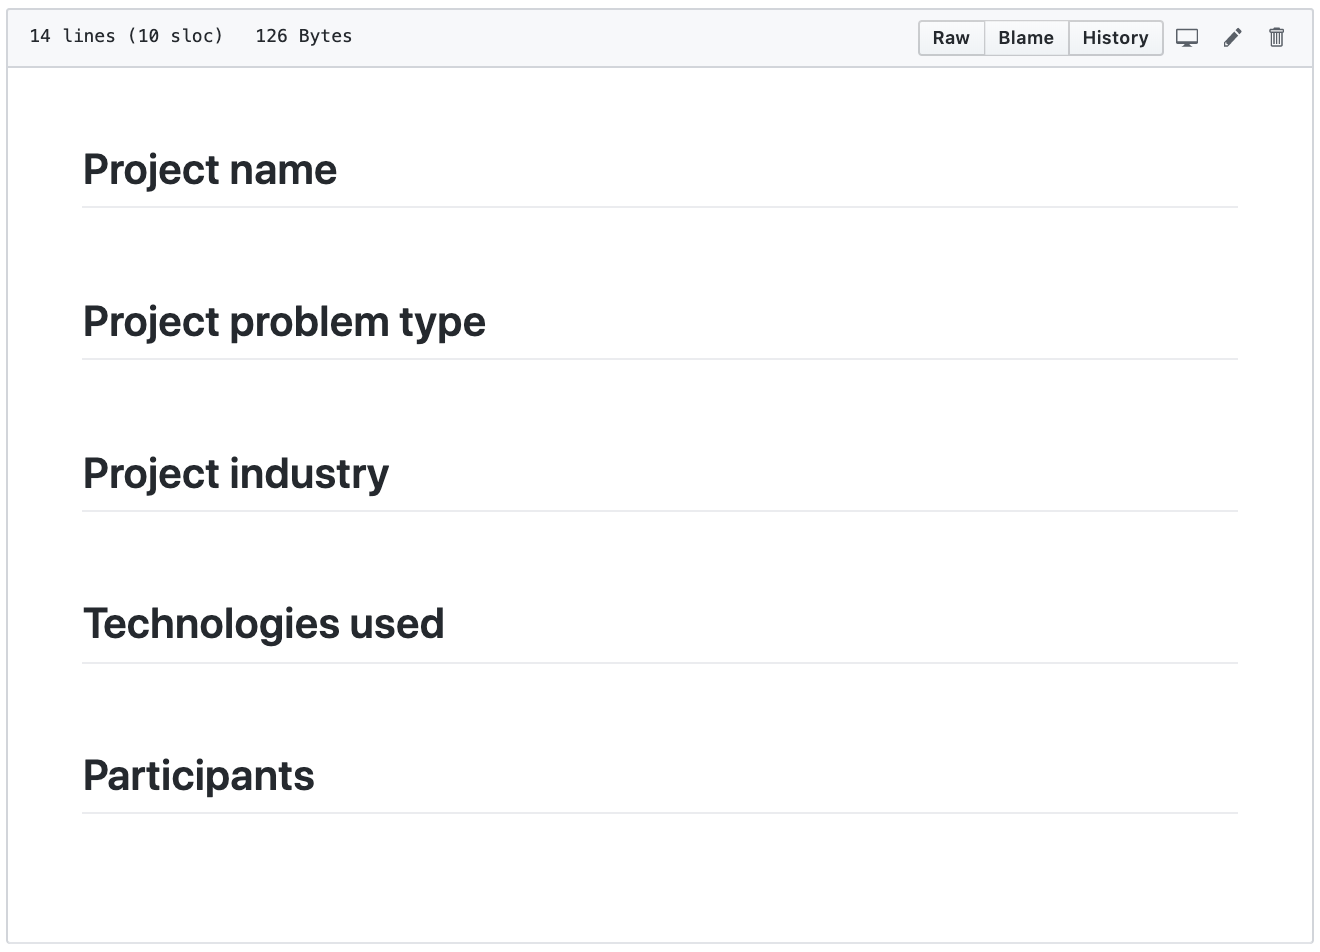 14 lines (10 sloc) 126 Bytes Raw Blame History
Project name
Project problem type
Project industry
Technologies used
Participants